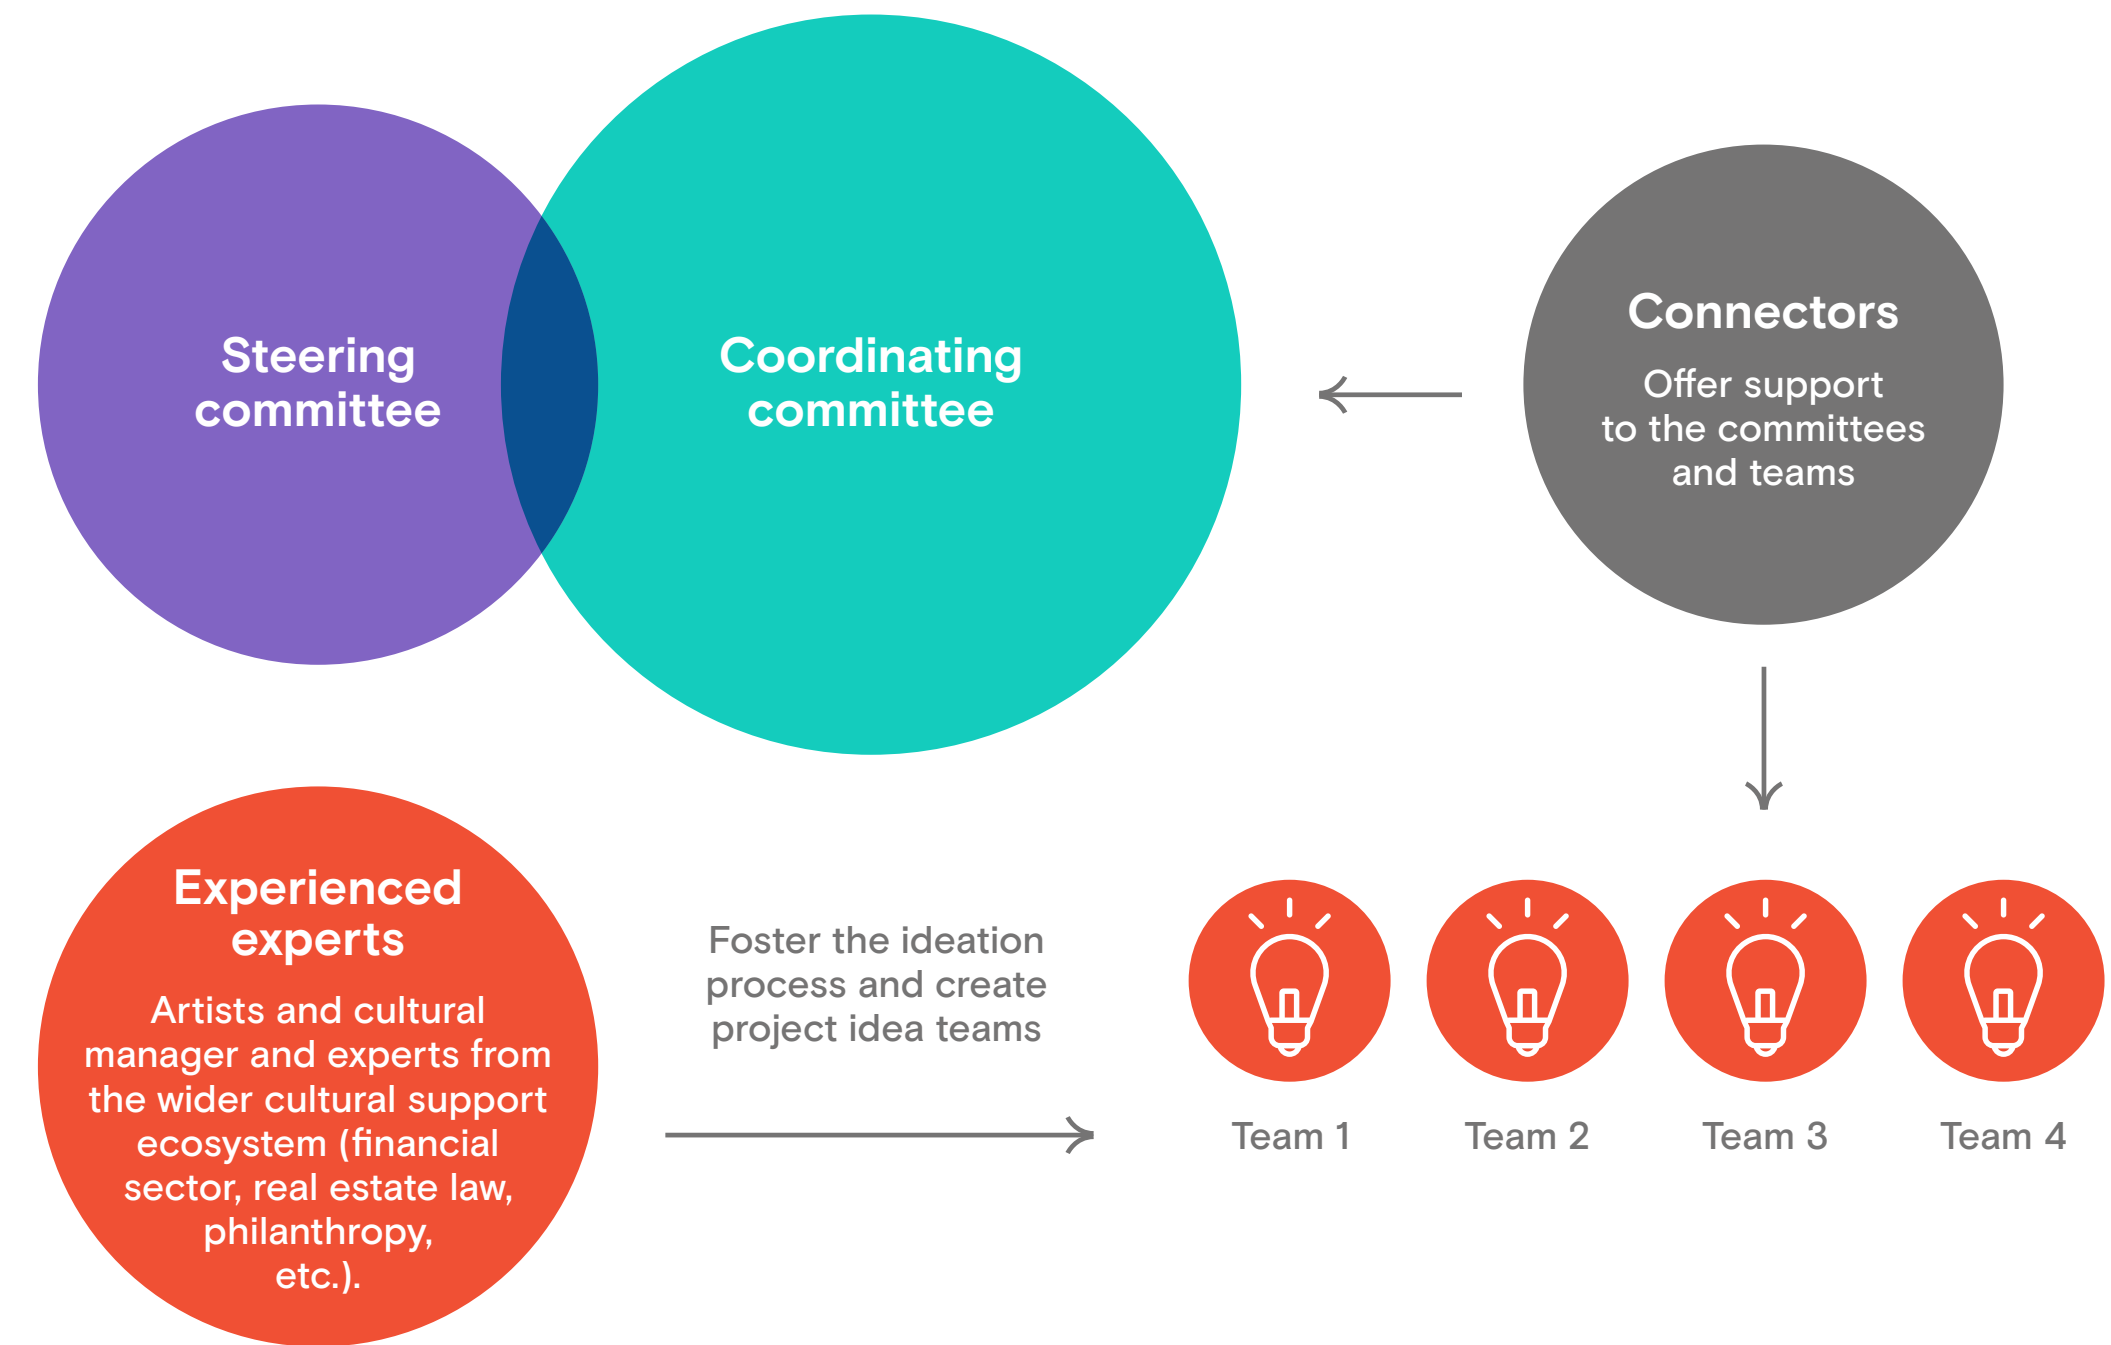 Steering
committee
Coordinating
committee
Connectors
Offer support
to the committees
and teams
Experienced
experts
Artists and cultural
manager and experts from
the wider cultural support
ecosystem (financial
sector, real estate law,
philanthropy,
etc.).
Foster the ideation
process and create
project idea teams
Team 1
Team 2
Team 3
Team 4